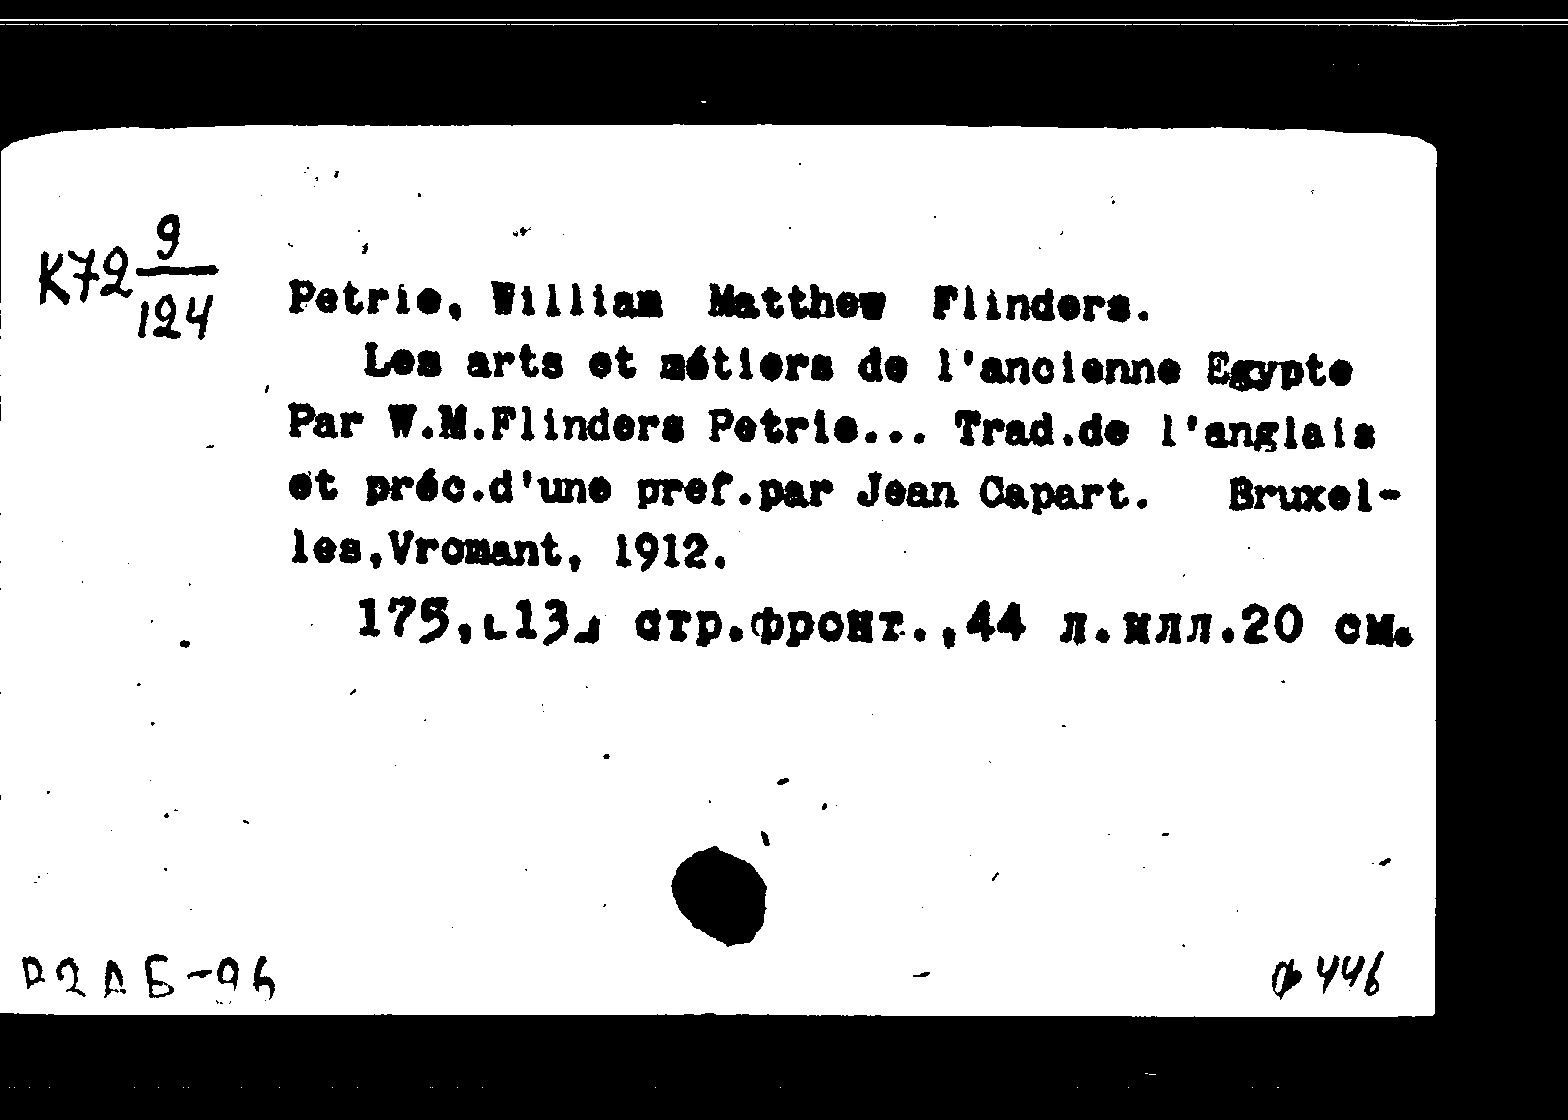 K72 9/124
Petrie, William Matthew Flinders.
Les arts et métiers de l'ancienne Egypte
Par W.M.Flinders Petrie... Trad.de l'anglais
et préc.d'une pref.par Jean Capart. Bruxel-
les,Vromant, 1912.
175,[13] стр.фронт.,44 л.илл.20 см.
ф 446